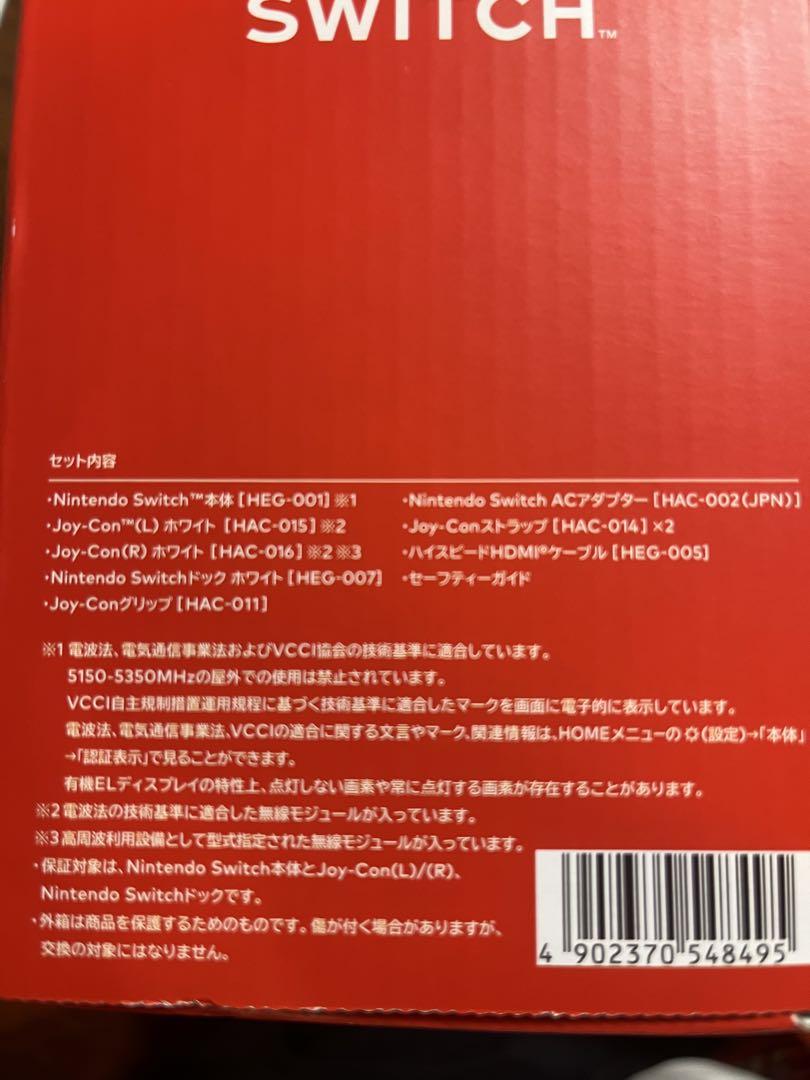 SWITCH™
セット内容
・Nintendo Switch™本体［HEG-001］※1
・Joy-Con™(L) ホワイト［HAC-015］※2
・Joy-Con(R) ホワイト［HAC-016］※2 ※3
・Nintendo Switchドック ホワイト［HEG-007］
・Joy-Conグリップ［HAC-011］
・Nintendo Switch ACアダプター［HAC-002(JPN)］
・Joy-Conストラップ［HAC-014］×2
・ハイスピードHDMI®ケーブル［HEG-005］
・セーフティーガイド
※1 電波法、電気通信事業法およびVCCI協会の技術基準に適合しています。
5150-5350MHzの屋外での使用は禁止されています。
VCCI自主規制措置運用規程に基づく技術基準に適合したマークを画面に電子的に表示しています。
電波法、電気通信事業法、VCCIの適合に関する文言やマーク、関連情報は、HOMEメニューの(設定)→「本体」
→「認証表示」で見ることができます。
有機ELディスプレイの特性上、点灯しない画素や常に点灯する画素が存在することがあります。
※2 電波法の技術基準に適合した無線モジュールが入っています。
※3 高周波利用設備として型式指定された無線モジュールが入っています。
・保証対象は、Nintendo Switch本体とJoy-Con(L)/(R)、
Nintendo Switchドックです。
・外箱は商品を保護するためのものです。傷が付く場合がありますが、
交換の対象にはなりません。
4 902370 548495